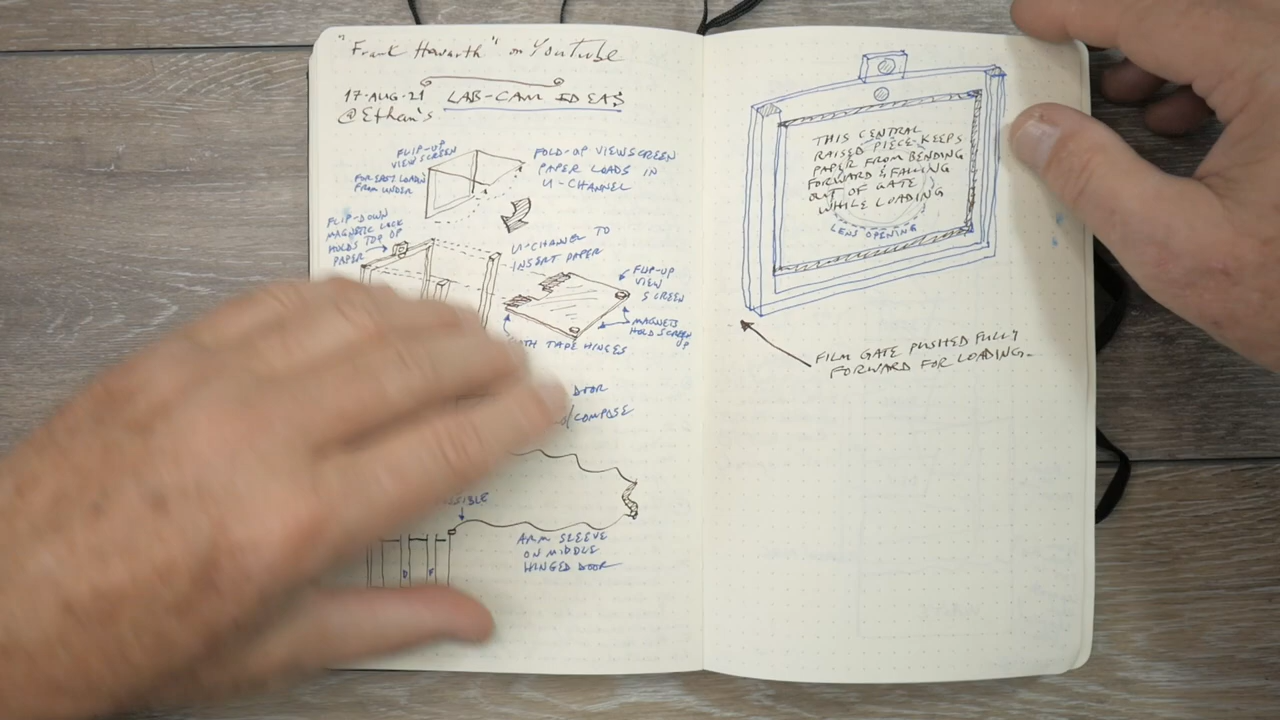 "Frank Howarth" on YouTube
17·AUG·21 LAB-CAM IDEAS
@Ethan's
FLIP-UP
VIEW SCREEN
FOR EASY LOADING
FROM UNDER
FOLD-UP VIEWSCREEN
PAPER LOADS IN
U-CHANNEL
FLIP-DOWN
MAGNETIC LOCK
HOLDS TOP OF
PAPER
U-CHANNEL TO
INSERT PAPER
FLIP-UP
VIEW
SCREEN
MAGNETS
HOLD SCREEN
UP
TAPE HINGES
DOOR
/COMPOSE
ARM SLEEVE
ON MIDDLE
HINGED DOOR
THIS CENTRAL
RAISED PIECE KEEPS
PAPER FROM BENDING
FORWARD & FALLING
OUT OF GATE
WHILE LOADING
LENS OPENING
FILM GATE PUSHED FULLY
FORWARD FOR LOADING.